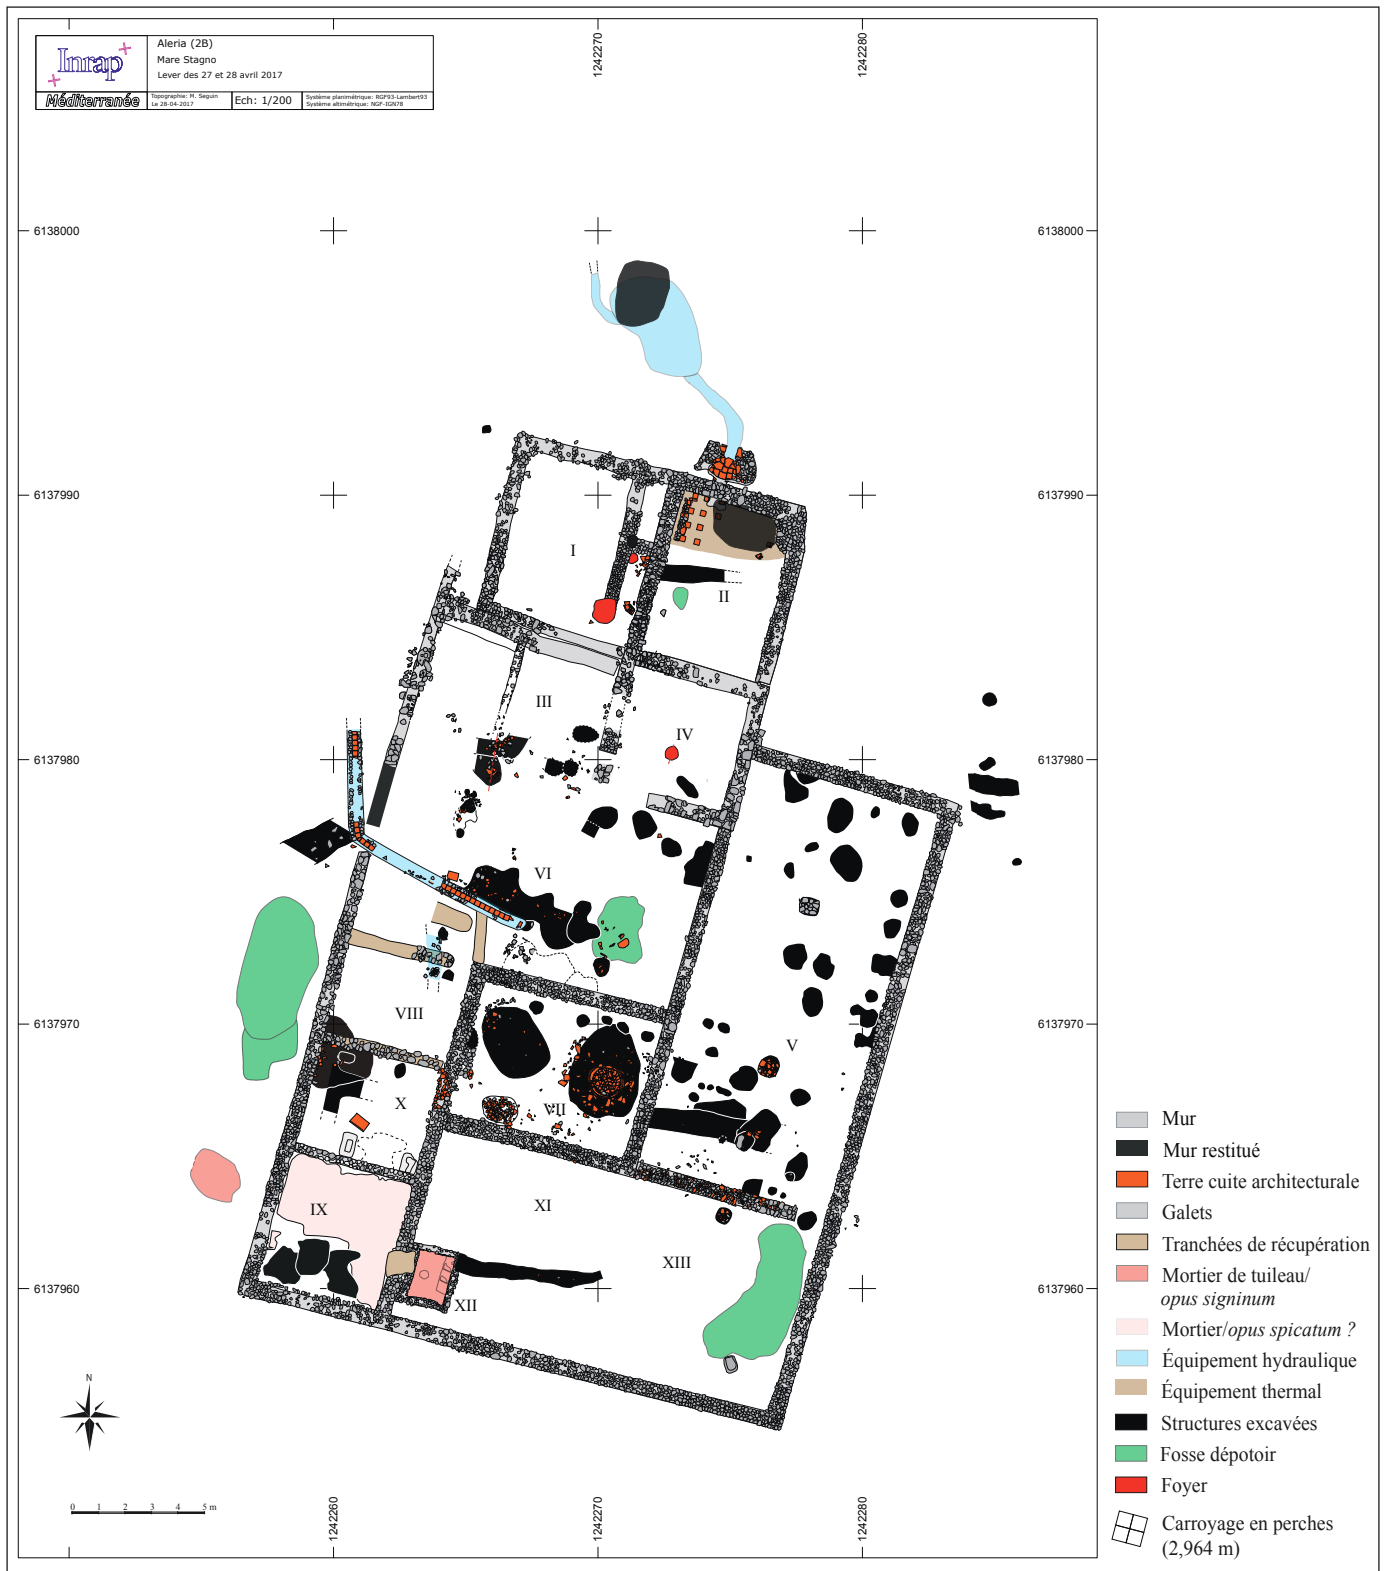 Inrap
Méditerranée
Aleria (2B)
Mare Stagno
Lever des 27 et 28 avril 2017
Topographie: M. Seguin
Le 28-04-2017
Ech: 1/200
Système planimétrique: RGF93-Lambert93
Système altimétrique: NGF-IGN78
1242270
1242280
6138000
6138000
6137990
6137990
I
II
III
IV
6137980
6137980
VI
VIII
6137970
6137970
V
X
VII
IX
XI
XIII
6137960
6137960
XII
N
0 1 2 3 4 5 m
1242260
1242270
1242280
Mur
Mur restitué
Terre cuite architecturale
Galets
Tranchées de récupération
Mortier de tuileau/
opus signinum
Mortier/opus spicatum ?
Équipement hydraulique
Équipement thermal
Structures excavées
Fosse dépotoir
Foyer
Carroyage en perches
(2,964 m)